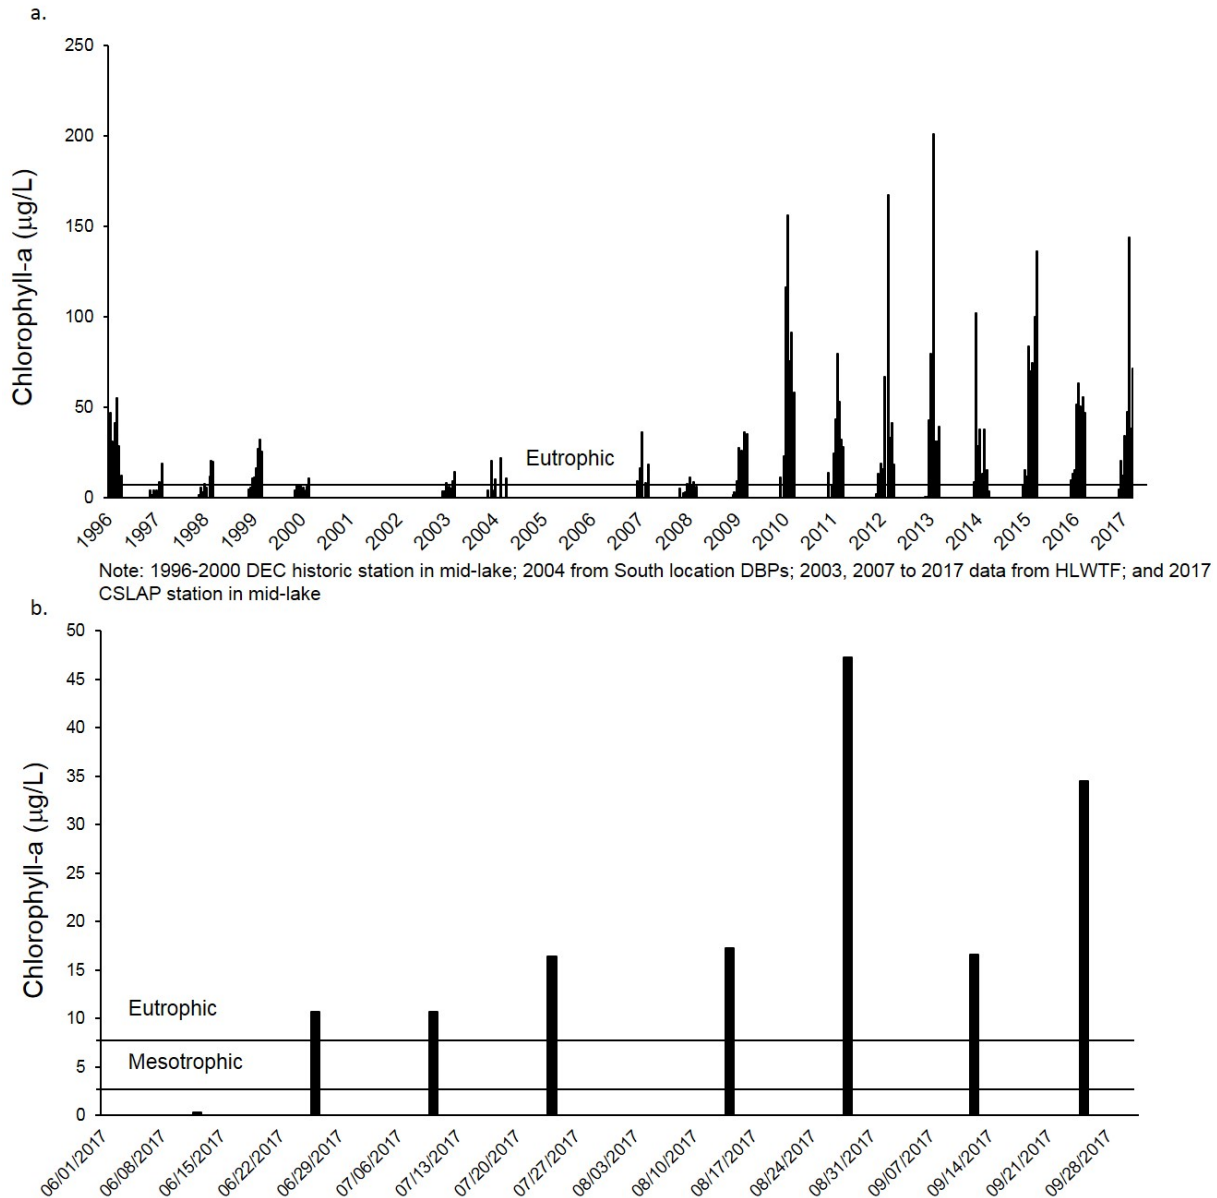 a.
250
200
150
100
50
0
Chlorophyll-a (µg/L)
Eutrophic
1996 1997 1998 1999 2000 2001 2002 2003 2004 2005 2006 2007 2008 2009 2010 2011 2012 2013 2014 2015 2016 2017
Note: 1996-2000 DEC historic station in mid-lake; 2004 from South location DBPs; 2003, 2007 to 2017 data from HLWTF; and 2017
CSLAP station in mid-lake
b.
50
45
40
35
30
25
20
15
10
5
0
Chlorophyll-a (µg/L)
Eutrophic
Mesotrophic
06/01/2017 06/08/2017 06/15/2017 06/22/2017 06/29/2017 07/06/2017 07/13/2017 07/20/2017 07/27/2017 08/03/2017 08/10/2017 08/17/2017 08/24/2017 08/31/2017 09/07/2017 09/14/2017 09/21/2017 09/28/2017